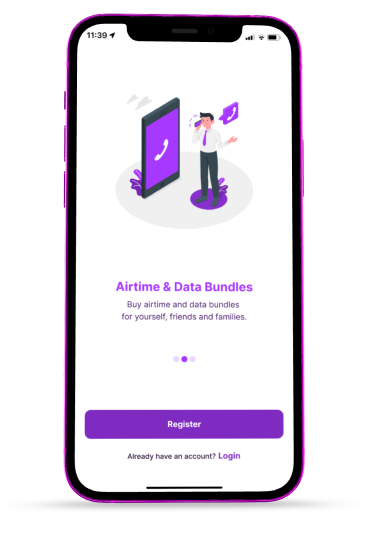 11:39
Airtime & Data Bundles
Buy airtime and data bundles
for yourself, friends and families.
Register
Already have an account? Login